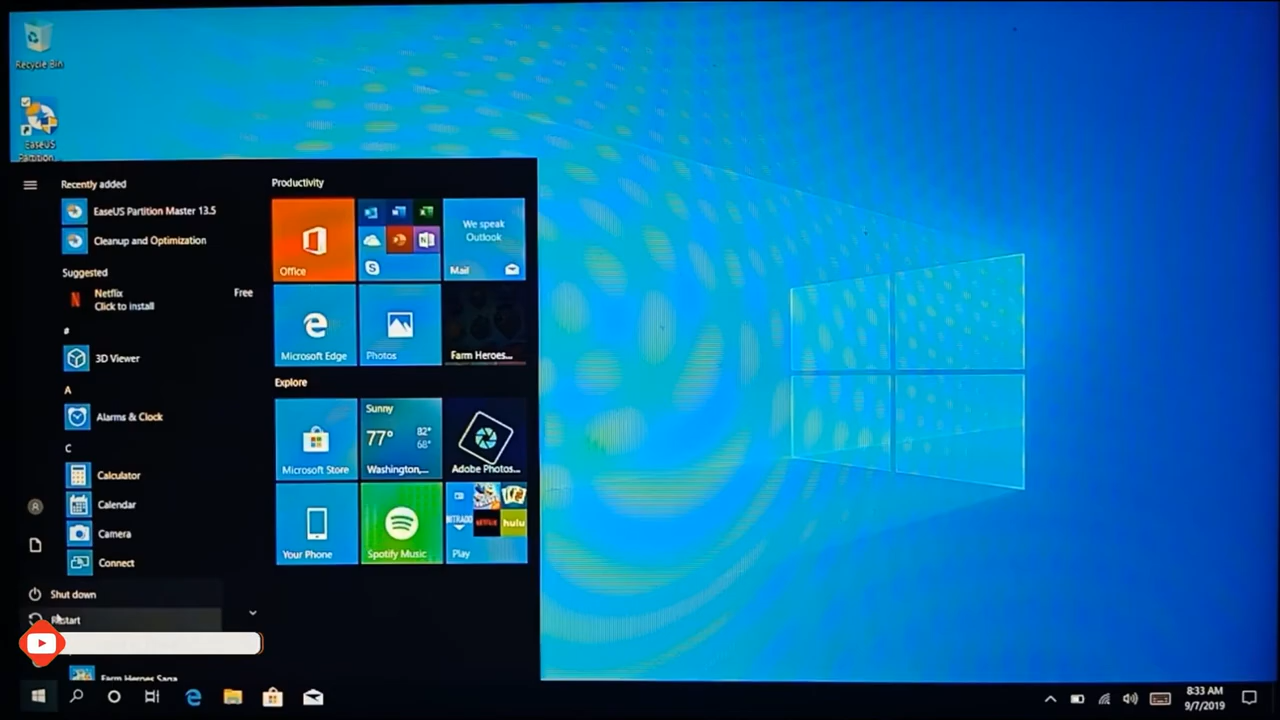 Recycle Bin
EaseUS
Partition...
Recently added
EaseUS Partition Master 13.5
Cleanup and Optimization
Suggested
Netflix
Free
Click to install
#
3D Viewer
A
Alarms & Clock
C
Calculator
Calendar
Camera
Connect
Shut down
Restart
Farm Heroes Saga
Productivity
Office
We speak
Outlook
Mail
Microsoft Edge
Photos
Farm Heroes...
Explore
Microsoft Store
Sunny
77°
82°
68°
Washington,...
Adobe Photos...
Your Phone
Spotify Music
NITRADO
NETFLIX
hulu
Play
8:33 AM
9/7/2019